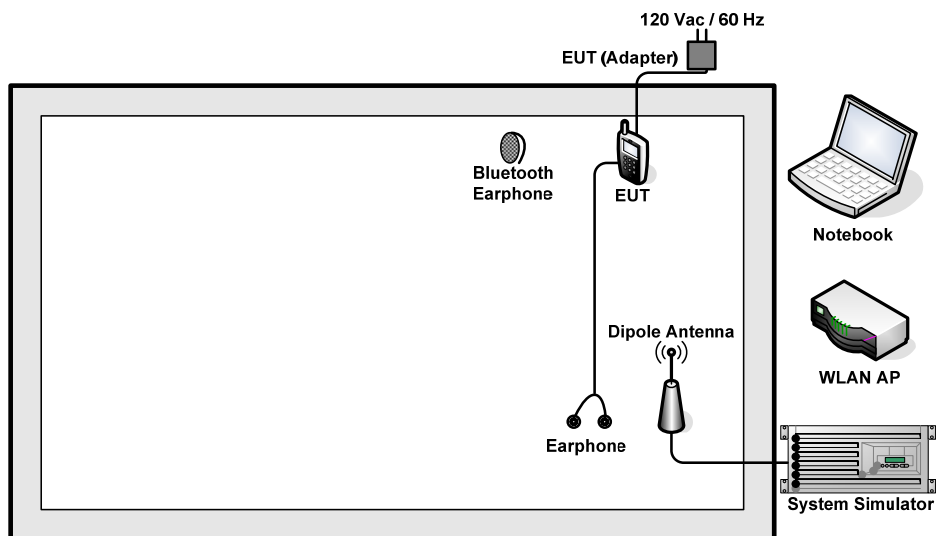 120 Vac / 60 Hz
EUT (Adapter)
Bluetooth
Earphone
EUT
Notebook
Dipole Antenna
WLAN AP
Earphone
System Simulator